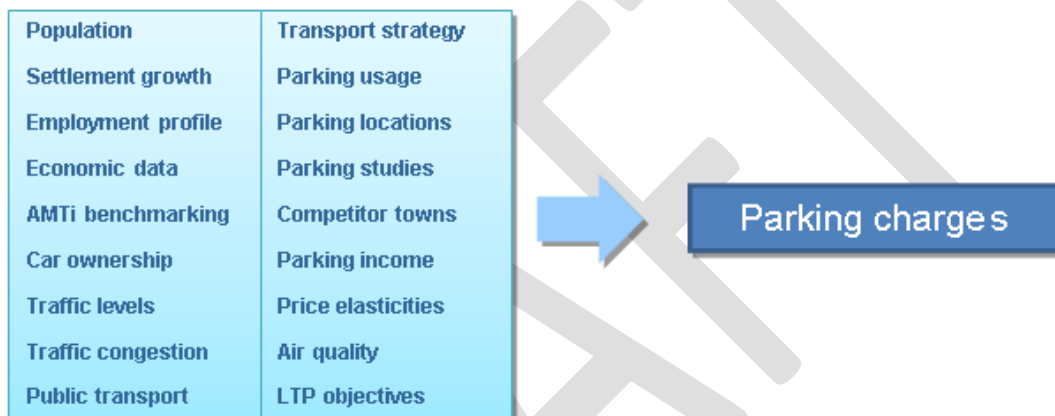 Population
Settlement growth
Employment profile
Economic data
AMTi benchmarking
Car ownership
Traffic levels
Traffic congestion
Public transport
Transport strategy
Parking usage
Parking locations
Parking studies
Competitor towns
Parking income
Price elasticities
Air quality
LTP objectives
Parking charges